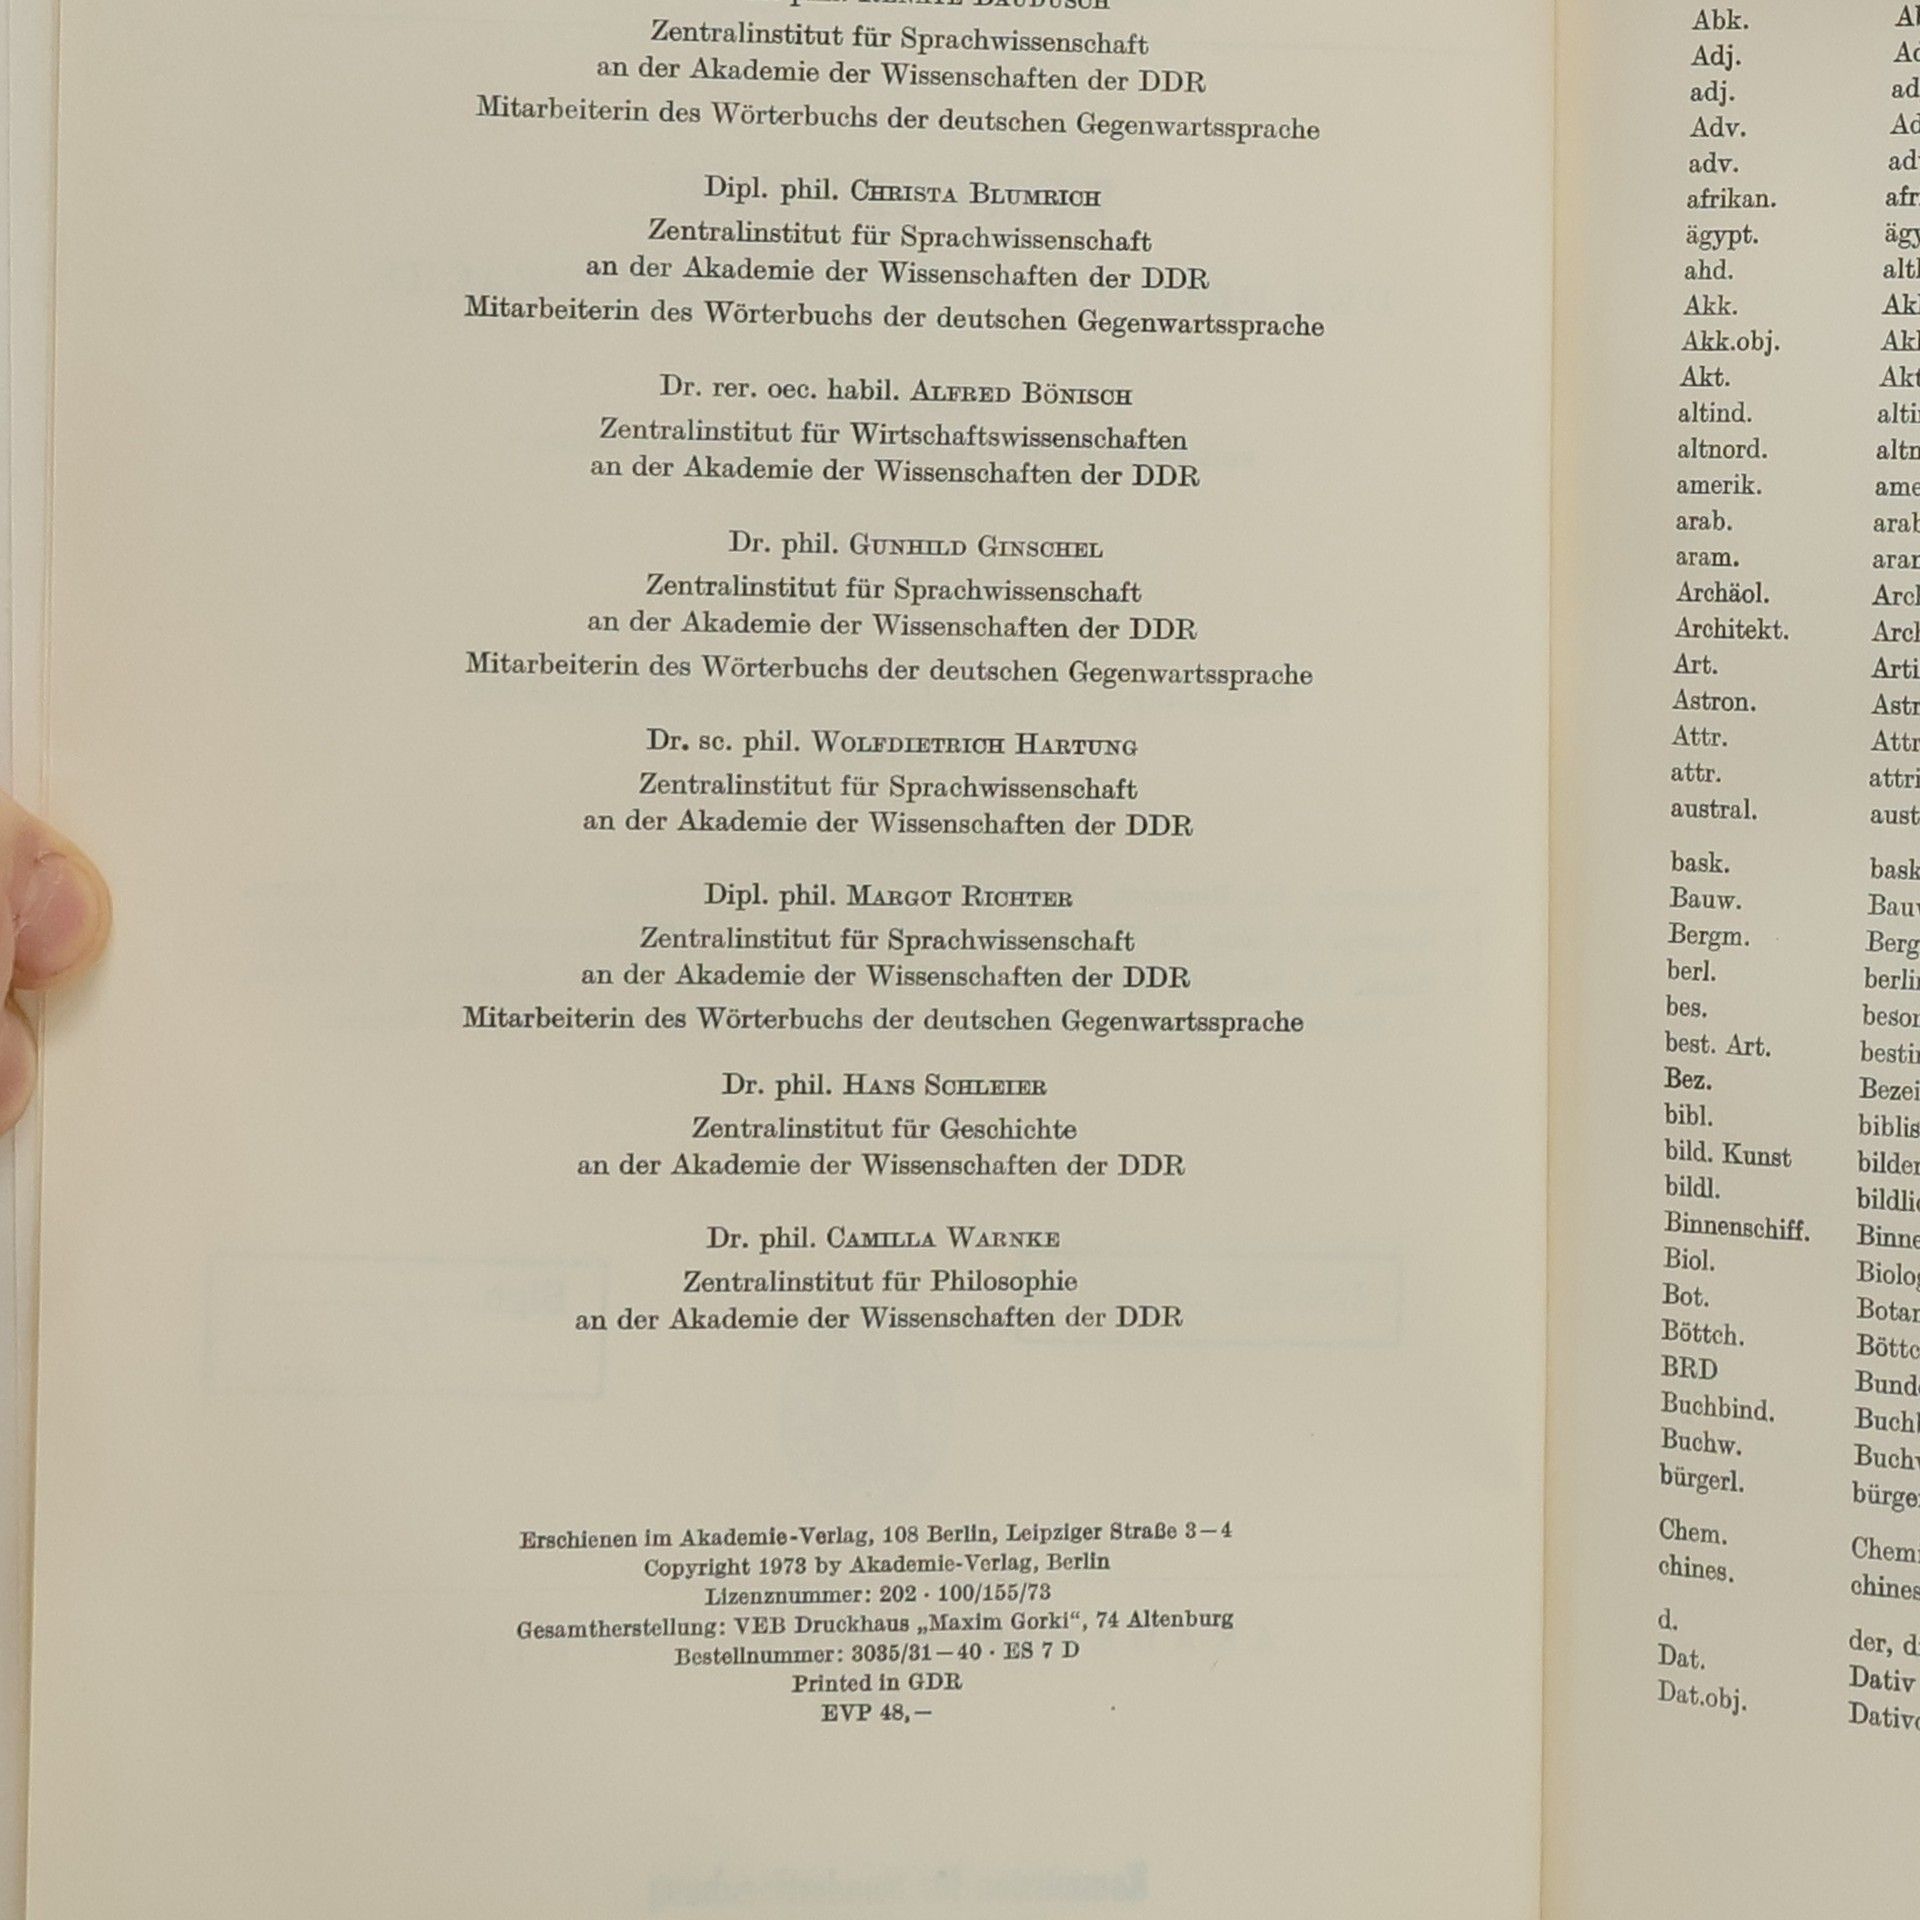 Zentralinstitut für Sprachwissenschaft
an der Akademie der Wissenschaften der DDR
Mitarbeiterin des Wörterbuchs der deutschen Gegenwartssprache
Dipl. phil. CHRISTA BLUMRICH
Zentralinstitut für Sprachwissenschaft
an der Akademie der Wissenschaften der DDR
Mitarbeiterin des Wörterbuchs der deutschen Gegenwartssprache
Dr. rer. oec. habil. ALFRED BÖNISCH
Zentralinstitut für Wirtschaftswissenschaften
an der Akademie der Wissenschaften der DDR
Dr. phil. GUNHILD GINSCHEL
Zentralinstitut für Sprachwissenschaft
an der Akademie der Wissenschaften der DDR
Mitarbeiterin des Wörterbuchs der deutschen Gegenwartssprache
Dr. sc. phil. WOLFDIETRICH HARTUNG
Zentralinstitut für Sprachwissenschaft
an der Akademie der Wissenschaften der DDR
Dipl. phil. MARGOT RICHTER
Zentralinstitut für Sprachwissenschaft
an der Akademie der Wissenschaften der DDR
Mitarbeiterin des Wörterbuchs der deutschen Gegenwartssprache
Dr. phil. HANS SCHLEIER
Zentralinstitut für Geschichte
an der Akademie der Wissenschaften der DDR
Dr. phil. CAMILLA WARNKE
Zentralinstitut für Philosophie
an der Akademie der Wissenschaften der DDR
Erschienen im Akademie-Verlag, 108 Berlin, Leipziger Straße 3—4
Copyright 1973 by Akademie-Verlag, Berlin
Lizenznummer: 202 · 100/155/73
Gesamtherstellung: VEB Druckhaus „Maxim Gorki“, 74 Altenburg
Bestellnummer: 3035/31—40 · ES 7 D
Printed in GDR
EVP 48,—
Abk.
Adj.
adj.
Adv.
adv.
afrikan.
ägypt.
ahd.
Akk.
Akk.obj.
Akt.
altind.
altnord.
amerik.
arab.
aram.
Archäol.
Architekt.
Art.
Astron.
Attr.
attr.
austral.
bask.
Bauw.
Bergm.
berl.
bes.
best. Art.
Bez.
bibl.
bild. Kunst
bildl.
Binnenschiff.
Biol.
Bot.
Böttch.
BRD
Buchbind.
Buchw.
bürgerl.
Chem.
chines.
d. der,
Dat. Dativ
Dat.obj.